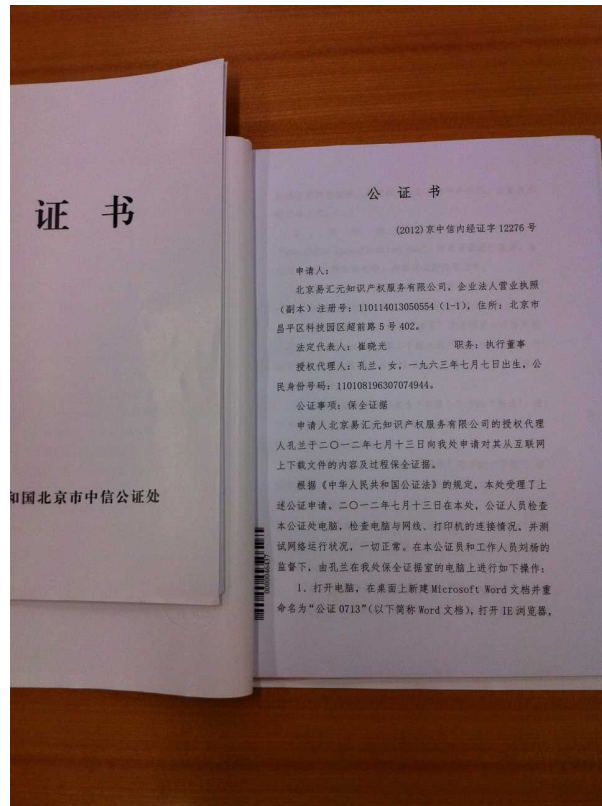 证 书
和国北京市中信公证处
公 证 书
(2012)京中信内经证字 12276 号
申请人：
北京易汇元知识产权服务有限公司，企业法人营业执照
（副本）注册号：110114013050554（1-1），住所：北京市
昌平区科技园区超前路 5 号 402。
法定代表人：崔晓光 职务：执行董事
授权代理人：孔兰，女，一九六三年七月七日出生，公
民身份号码：110108196307074944。
公证事项：保全证据
申请人北京易汇元知识产权服务有限公司的授权代理
人孔兰于二〇一二年七月十三日向我处申请对其从互联网
上下载文件的内容及过程保全证据。
根据《中华人民共和国公证法》的规定，本处受理了上
述公证申请，二〇一二年七月十三日在本处，公证人员检查
本公证处电脑，检查电脑与网线、打印机的连接情况，并测
试网络运行状况，一切正常。在本公证员和工作人员刘杨的
监督下，由孔兰在我处保全证据室的电脑上进行如下操作：
1、打开电脑，在桌面上新建 Microsoft Word 文档并重
命名为“公证 0713”（以下简称 Word 文档），打开 IE 浏览器，